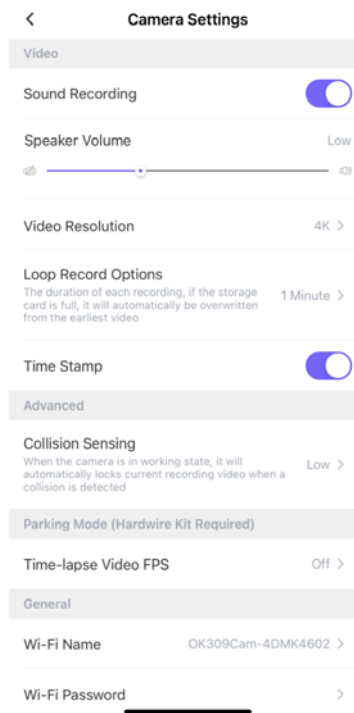 Camera Settings
Video
Sound Recording
Speaker Volume
Low
Video Resolution
4K
Loop Record Options
The duration of each recording, if the storage
card is full, it will automatically be overwritten
from the earliest video
1 Minute
Time Stamp
Advanced
Collision Sensing
When the camera is in working state, it will
automatically locks current recording video when a
collision is detected
Low
Parking Mode (Hardwire Kit Required)
Time-lapse Video FPS
Off
General
Wi-Fi Name
OK309Cam-4DMK4602
Wi-Fi Password